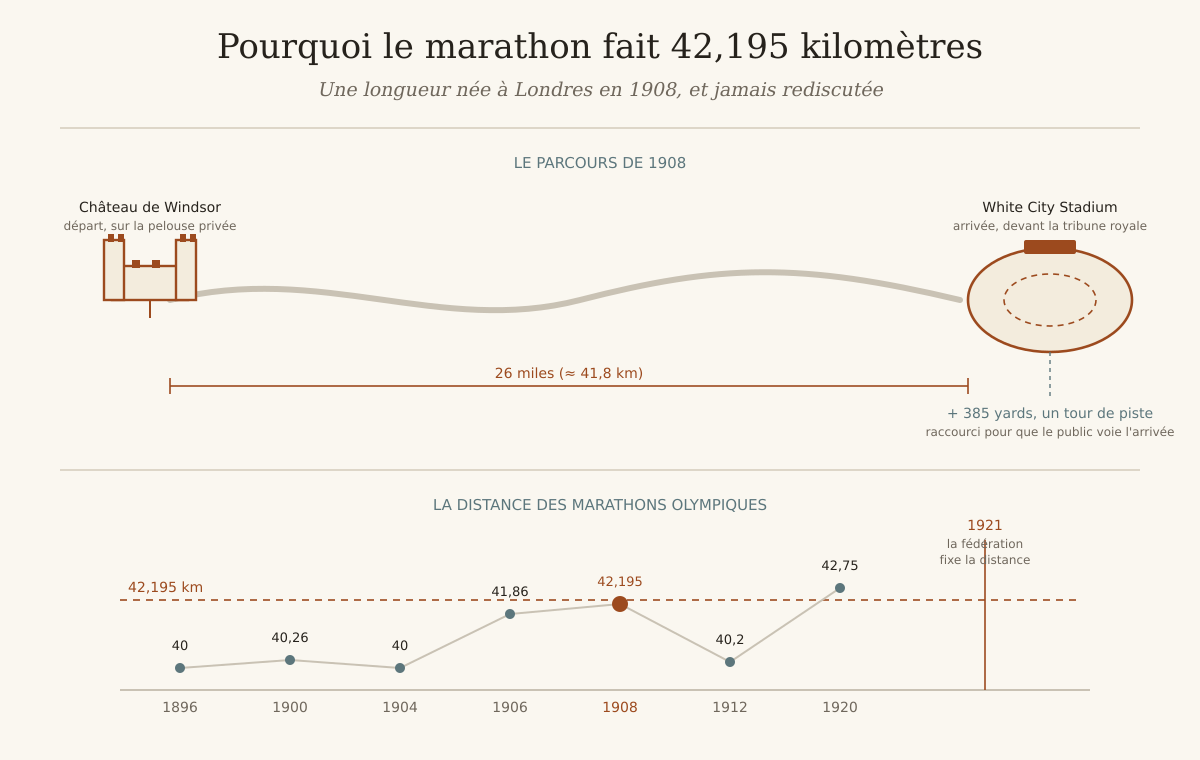 Pourquoi le marathon fait 42,195 kilomètres
Une longueur née à Londres en 1908, et jamais rediscutée
LE PARCOURS DE 1908
Château de Windsor
départ, sur la pelouse privée
White City Stadium
arrivée, devant la tribune royale
26 miles (≈ 41,8 km)
+ 385 yards, un tour de piste
raccourci pour que le public voie l'arrivée
LA DISTANCE DES MARATHONS OLYMPIQUES
1921
la fédération
fixe la distance
42,195 km
40
40,26
40
41,86
42,195
40,2
42,75
1896
1900
1904
1906
1908
1912
1920